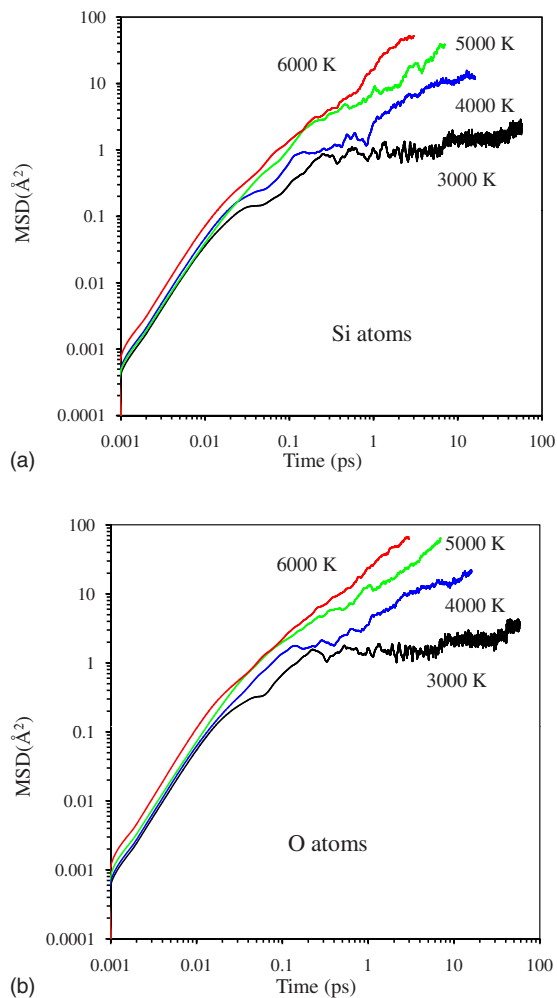 100
10
1
0.1
0.01
0.001
0.0001
MSD(Å²)
6000 K
5000 K
4000 K
3000 K
Si atoms
0.001 0.01 0.1 1 10 100
Time (ps)
(a)
100
10
1
0.1
0.01
0.001
0.0001
MSD(Å²)
6000 K
5000 K
4000 K
3000 K
O atoms
0.001 0.01 0.1 1 10 100
Time (ps)
(b)